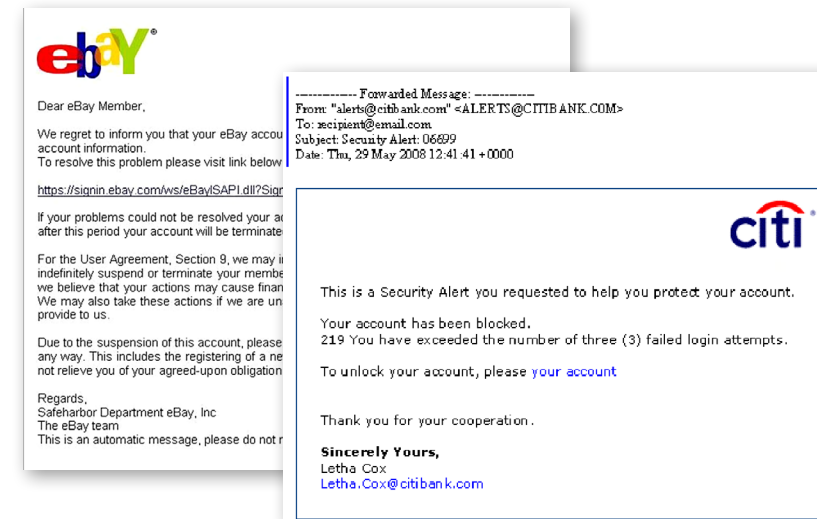 ebaY®
Dear eBay Member,
We regret to inform you that your eBay accou
account information.
To resolve this problem please visit link below
https://signin.ebay.com/ws/eBayISAPI.dll?Sign
If your problems could not be resolved your a
after this period your account will be terminate
For the User Agreement, Section 9, we may i
indefinitely suspend or terminate your membe
we believe that your actions may cause finan
We may also take these actions if we are un
provide to us.
Due to the suspension of this account, please
any way. This includes the registering of a ne
not relieve you of your agreed-upon obligation
Regards,
Safeharbor Department eBay, Inc
The eBay team
This is an automatic message, please do not r
-------------- Forwarded Message: --------------
From: "alerts@citibank.com" <ALERTS@CITIBANK.COM>
To: recipient@email.com
Subject: Security Alert: 06699
Date: Thu, 29 May 2008 12:41:41 +0000
citi
This is a Security Alert you requested to help you protect your account.
Your account has been blocked.
219 You have exceeded the number of three (3) failed login attempts.
To unlock your account, please your account
Thank you for your cooperation.
Sincerely Yours,
Letha Cox
Letha.Cox@citibank.com